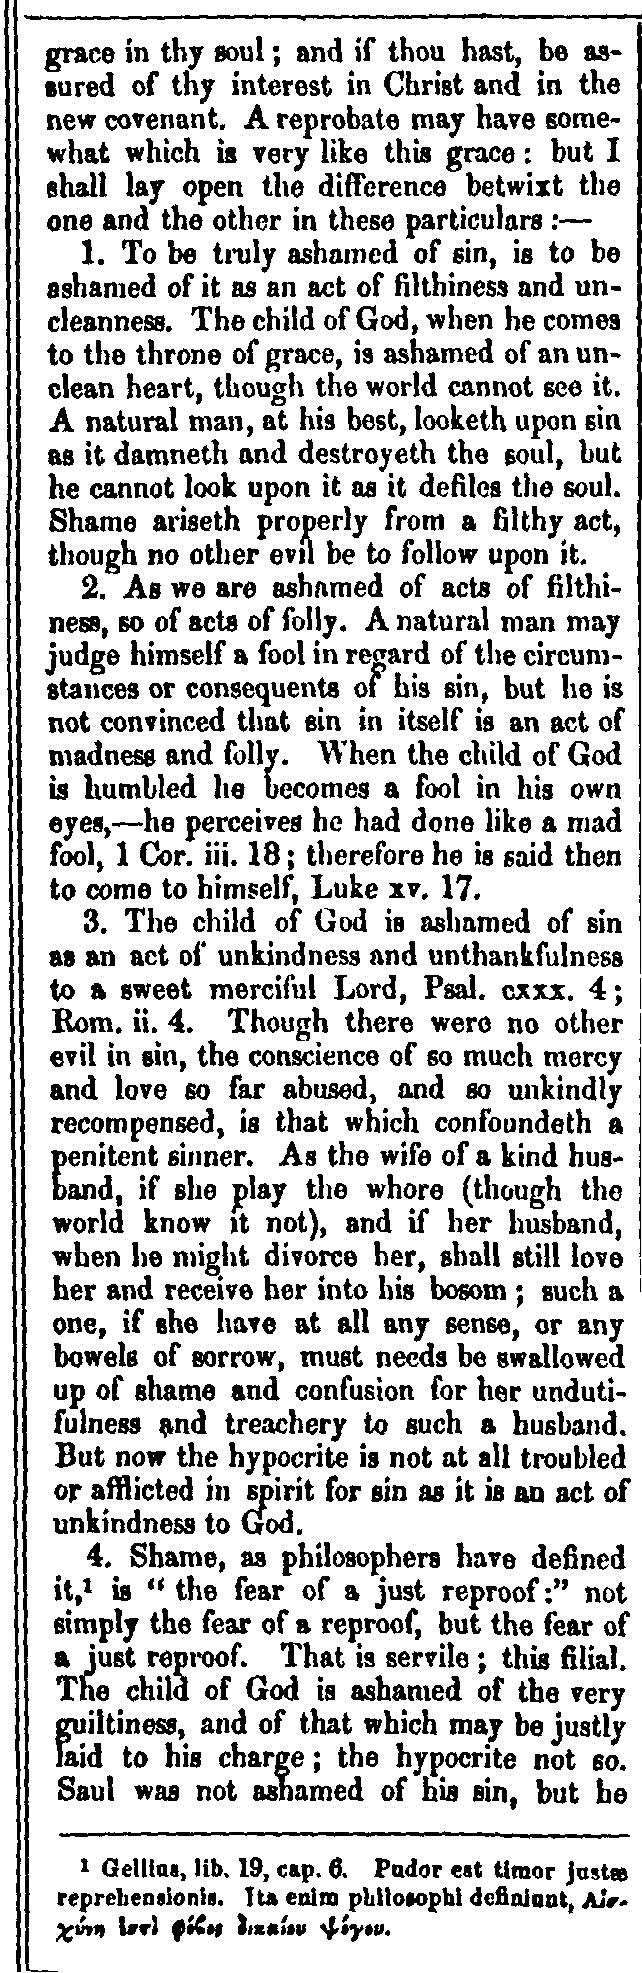 grace in thy soul; and if thou hast, be as-
sured of thy interest in Christ and in the
new covenant. A reprobate may have some-
what which is very like this grace: but I
shall lay open the difference betwixt the
one and the other in these particulars:—
1. To be truly ashamed of sin, is to be
ashamed of it as an act of filthiness and un-
cleanness. The child of God, when he comes
to the throne of grace, is ashamed of an un-
clean heart, though the world cannot see it.
A natural man, at his best, looketh upon sin
as it damneth and destroyeth the soul, but
he cannot look upon it as it defiles the soul.
Shame ariseth properly from a filthy act,
though no other evil be to follow upon it.
2. As we are ashamed of acts of filthi-
ness, so of acts of folly. A natural man may
judge himself a fool in regard of the circum-
stances or consequents of his sin, but he is
not convinced that sin in itself is an act of
madness and folly. When the child of God
is humbled he becomes a fool in his own
eyes,—he perceives he had done like a mad
fool, 1 Cor. iii. 18; therefore he is said then
to come to himself, Luke xv. 17.
3. The child of God is ashamed of sin
as an act of unkindness and unthankfulness
to a sweet merciful Lord, Psal. cxxx. 4;
Rom. ii. 4. Though there were no other
evil in sin, the conscience of so much mercy
and love so far abused, and so unkindly
recompensed, is that which confoundeth a
penitent sinner. As the wife of a kind hus-
band, if she play the whore (though the
world know it not), and if her husband,
when he might divorce her, shall still love
her and receive her into his bosom; such a
one, if she have at all any sense, or any
bowels of sorrow, must needs be swallowed
up of shame and confusion for her unduti-
fulness and treachery to such a husband.
But now the hypocrite is not at all troubled
or afflicted in spirit for sin as it is an act of
unkindness to God.
4. Shame, as philosophers have defined
it,¹ is "the fear of a just reproof:" not
simply the fear of a reproof, but the fear of
a just reproof. That is servile; this filial.
The child of God is ashamed of the very
guiltiness, and of that which may be justly
laid to his charge; the hypocrite not so.
Saul was not ashamed of his sin, but he
¹ Gellius, lib. 19, cap. 6. Pudor est timor justæ
reprehensionis. Ita enim philosophi definiunt, Αἰσ-
χύνη ἐστὶ φόβος δικαίου ψόγου.